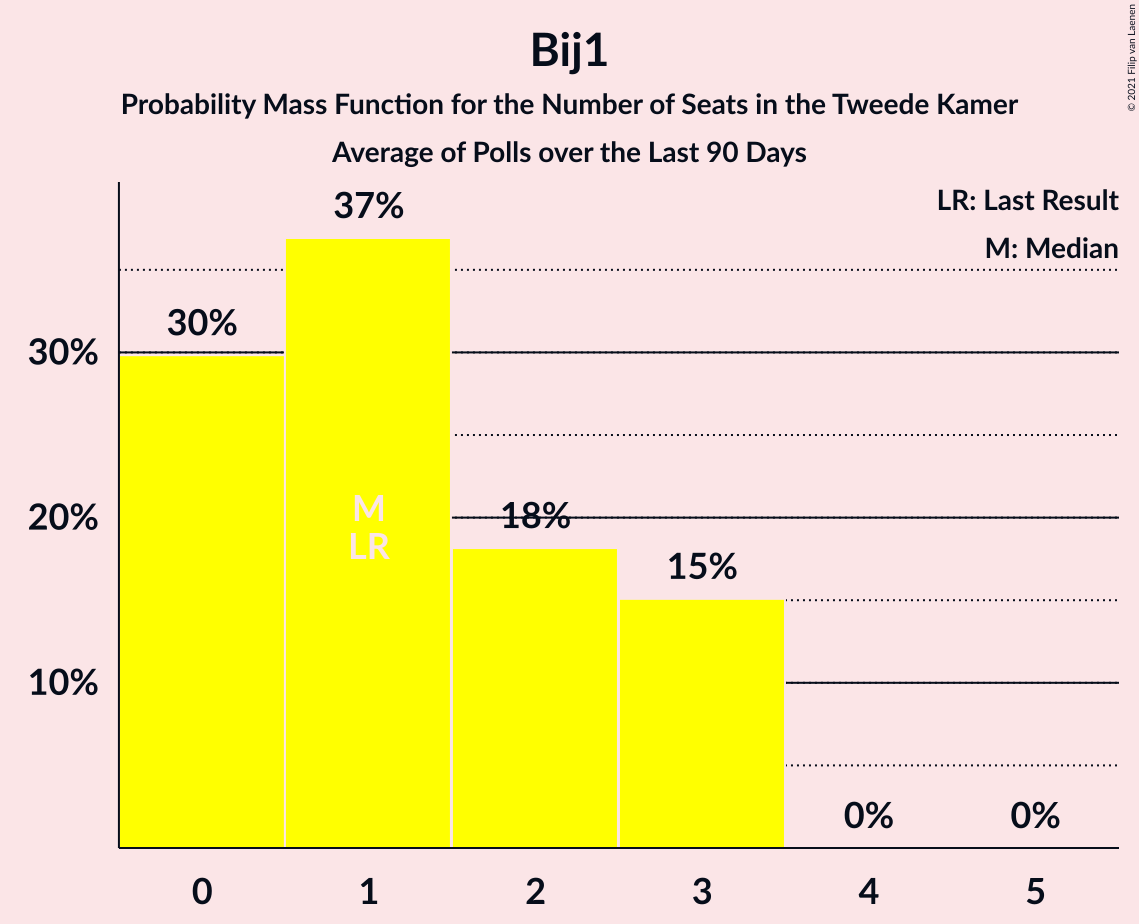 Bij1
Probability Mass Function for the Number of Seats in the Tweede Kamer
Average of Polls over the Last 90 Days
© 2021 Filip van Laenen
LR: Last Result
M: Median
37%
30%
18%
15%
0%
0%
M
LR
30%
20%
10%
0
1
2
3
4
5